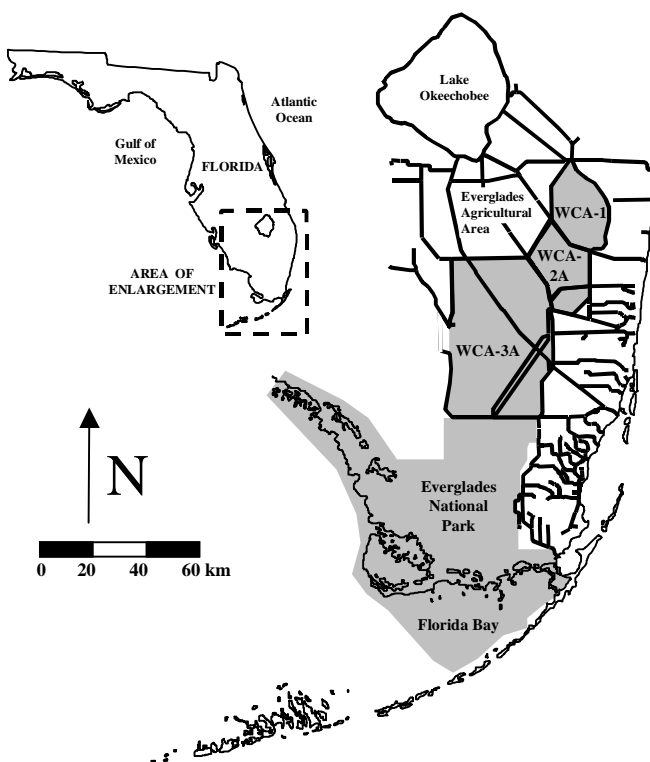 Atlantic
Ocean
Gulf of
Mexico
FLORIDA
AREA OF
ENLARGEMENT
N
0 20 40 60 km
Lake
Okeechobee
Everglades
Agricultural
Area
WCA-1
WCA-
2A
WCA-3A
Everglades
National
Park
Florida Bay